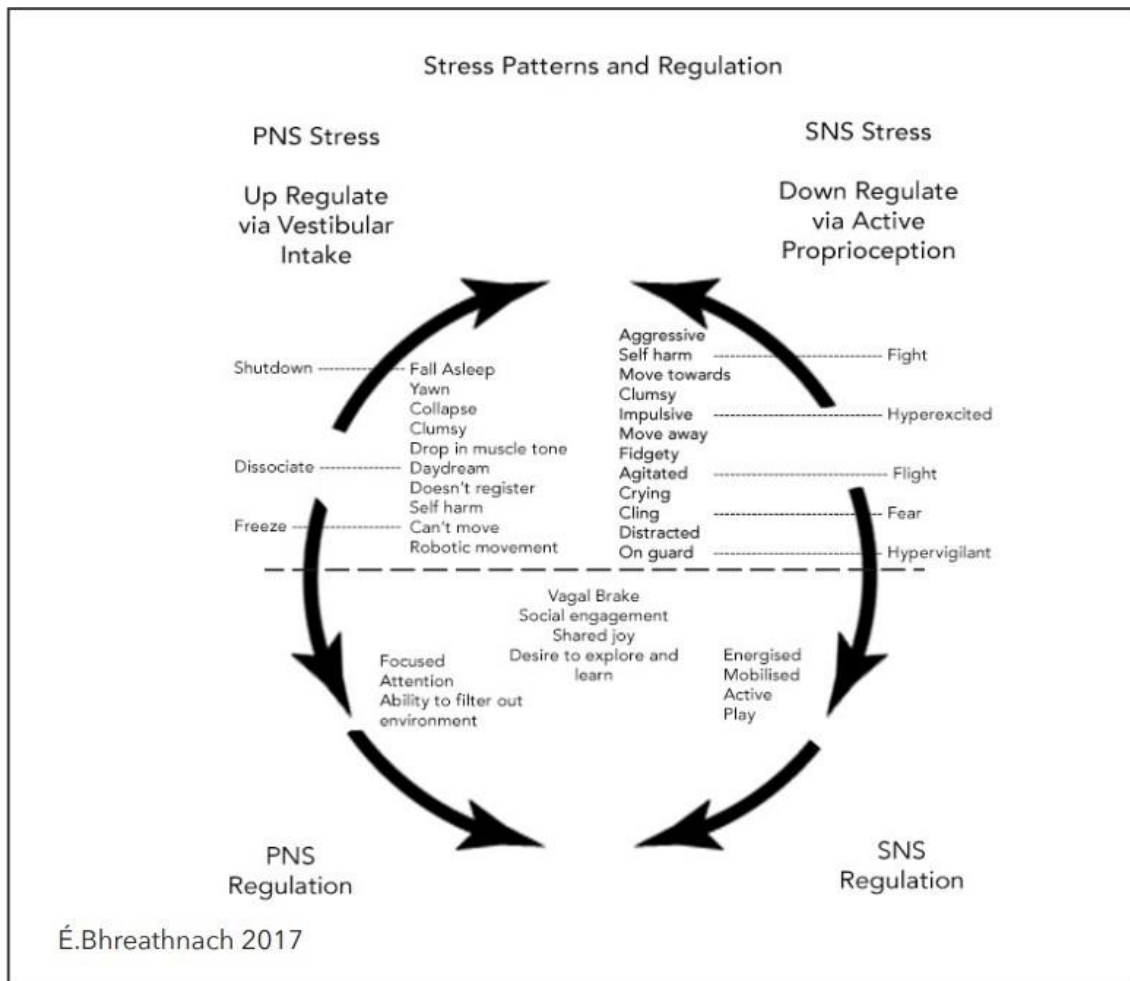 Stress Patterns and Regulation
PNS Stress
Up Regulate
via Vestibular
Intake
SNS Stress
Down Regulate
via Active
Proprioception
Shutdown
Dissociate
Freeze
Fall Asleep
Yawn
Collapse
Clumsy
Drop in muscle tone
Daydream
Doesn't register
Self harm
Can't move
Robotic movement
Aggressive
Self harm
Move towards
Clumsy
Impulsive
Move away
Fidgety
Agitated
Crying
Cling
Distracted
On guard
Fight
Hyperexcited
Flight
Fear
Hypervigilant
Vagal Brake
Social engagement
Shared joy
Desire to explore and
learn
Focused
Attention
Ability to filter out
environment
Energised
Mobilised
Active
Play
PNS
Regulation
SNS
Regulation
É.Bhreathnach 2017